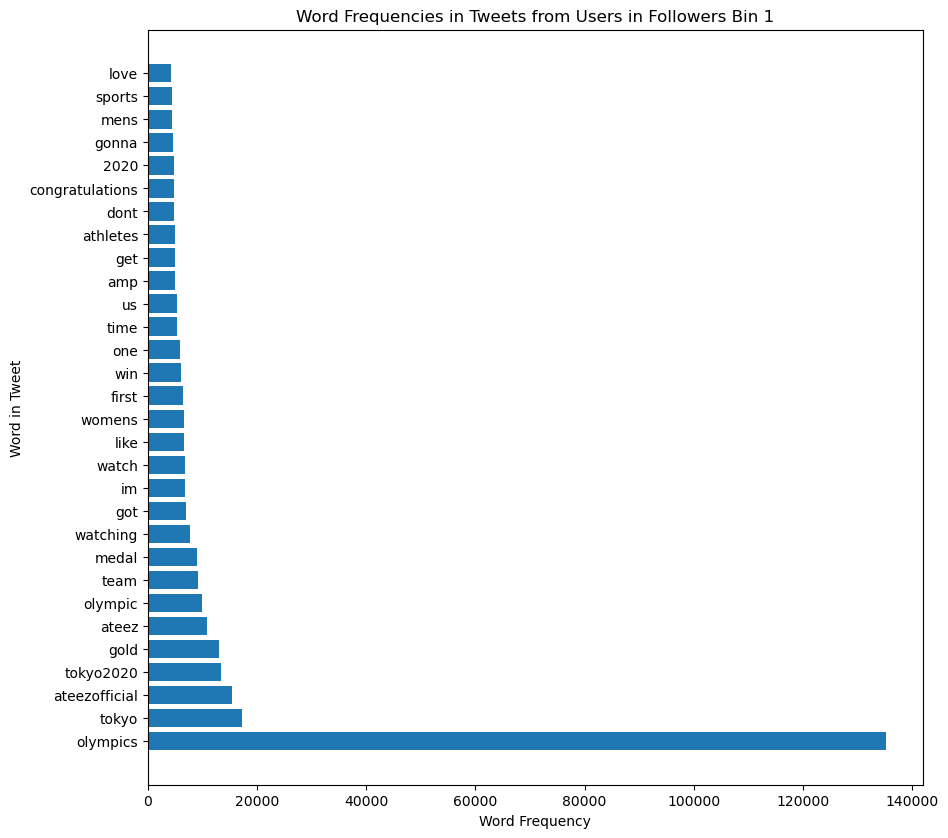 Word Frequencies in Tweets from Users in Followers Bin 1
love
sports
mens
gonna
2020
congratulations
dont
athletes
get
amp
us
time
one
win
first
womens
like
watch
im
got
watching
medal
team
olympic
ateez
gold
tokyo2020
ateezofficial
tokyo
olympics
Word in Tweet
0 20000 40000 60000 80000 100000 120000 140000
Word Frequency